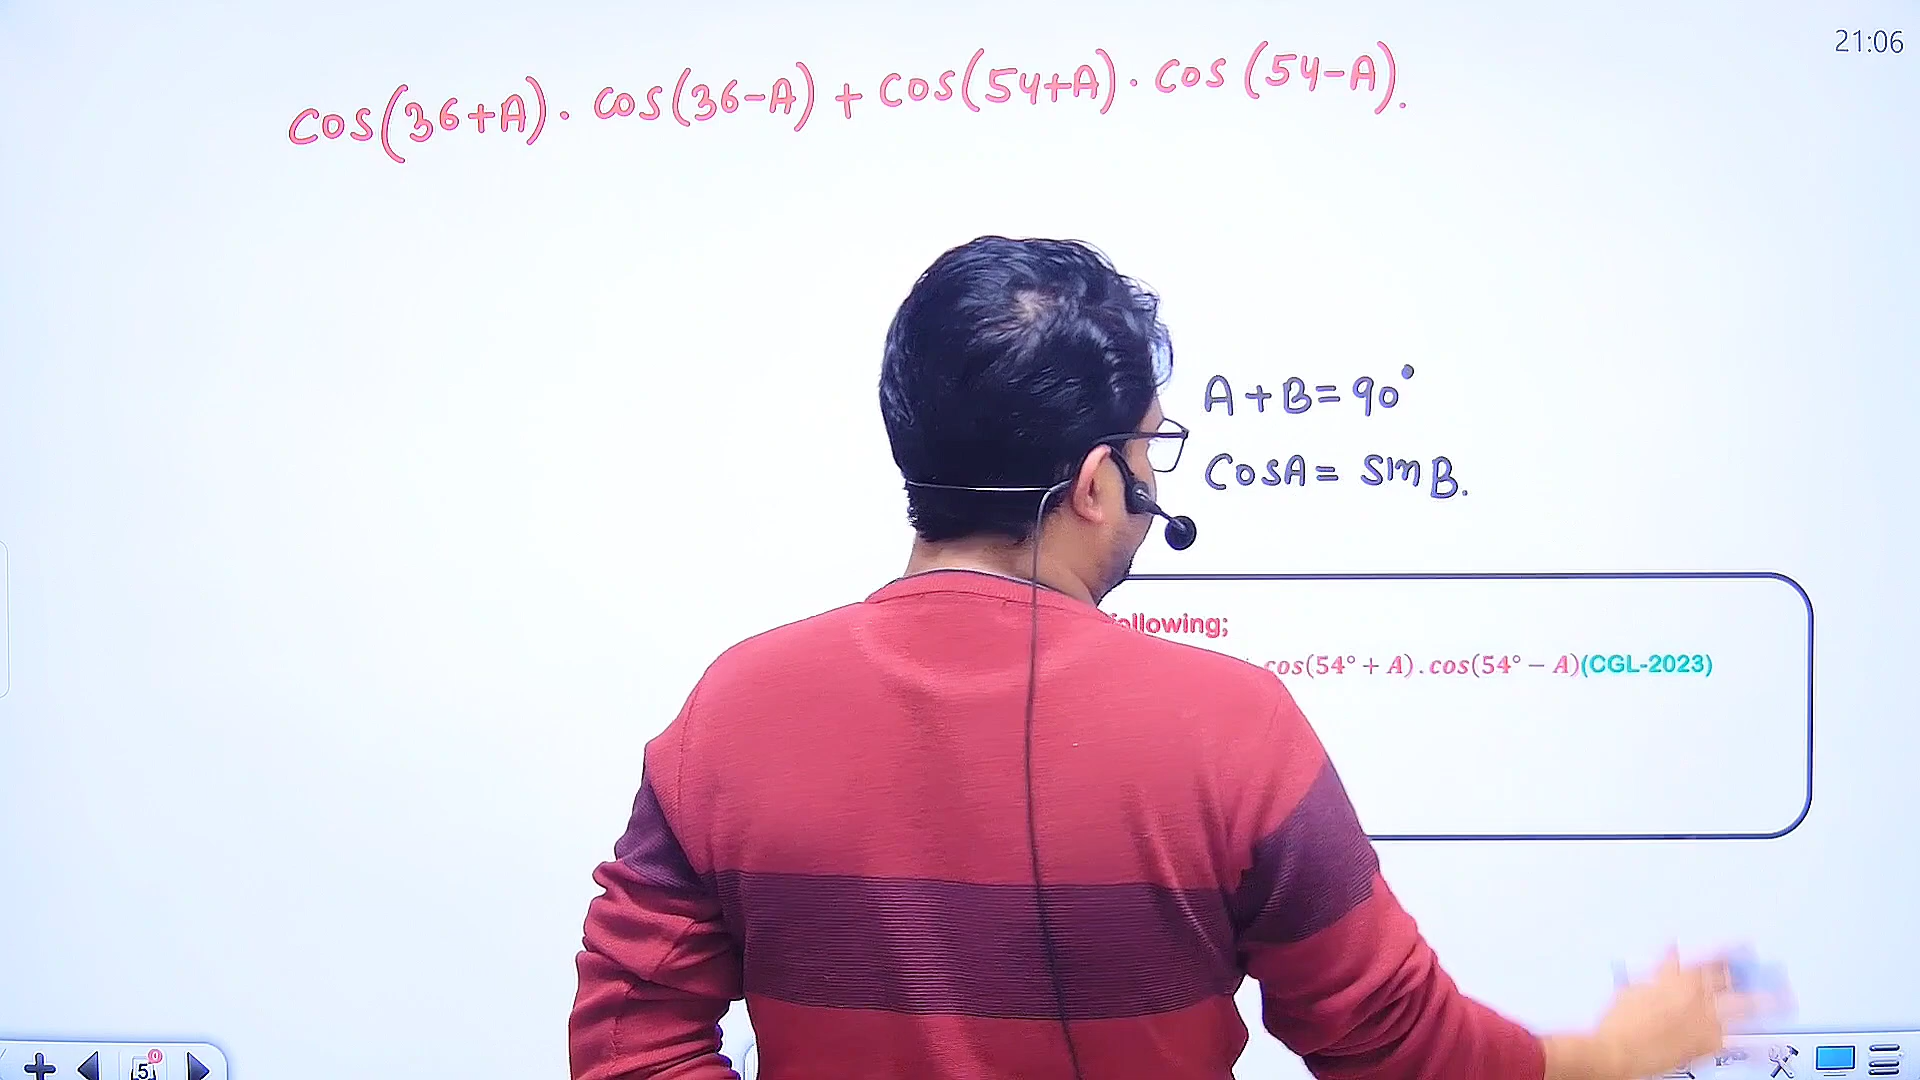 21:06
cos(36+A). cos(36-A) + cos(54+A). cos(54-A).
A + B = 90°
cosA = sin B.
following;
cos(54° + A). cos(54° − A)(CGL-2023)
5
0